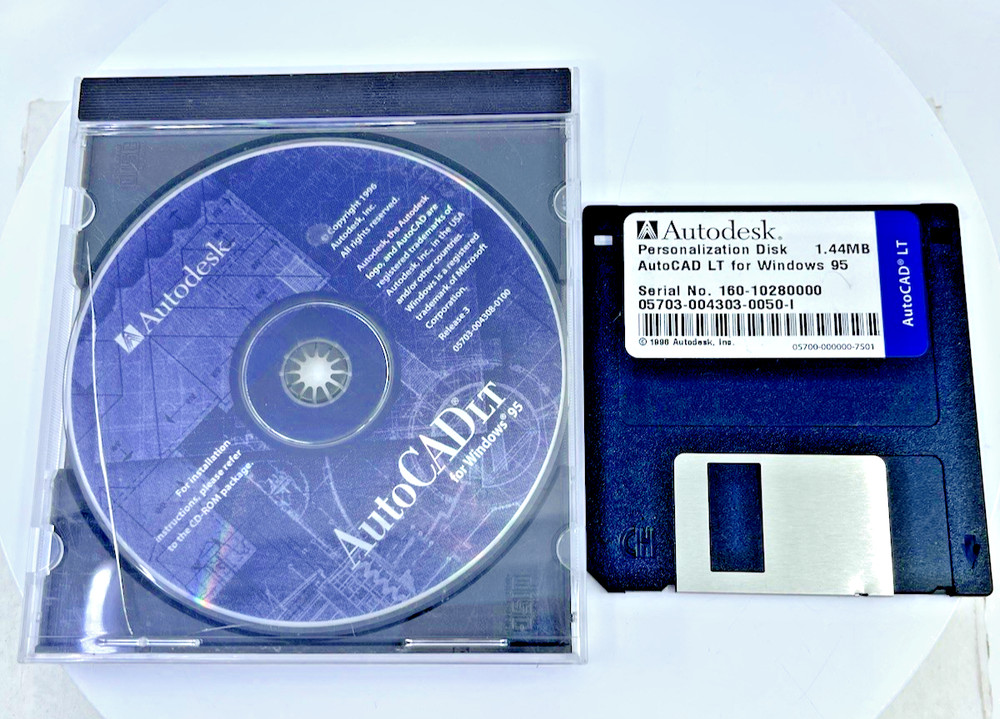 Autodesk®
© Copyright 1996
Autodesk, Inc.
All rights reserved.
Autodesk, the Autodesk
logo, and AutoCAD are
registered trademarks of
Autodesk, Inc., in the USA
and/or other countries.
Windows is a registered
trademark of Microsoft
Corporation.
Release 3
05703-004308-0100
AutoCAD® LT
for Windows® 95
For installation
instructions, please refer
to the CD-ROM package.
Autodesk®
Personalization Disk 1.44MB
AutoCAD LT for Windows 95
Serial No. 160-10280000
05703-004303-0050-I
© 1996 Autodesk, Inc. 05700-000000-7501
AutoCAD® LT